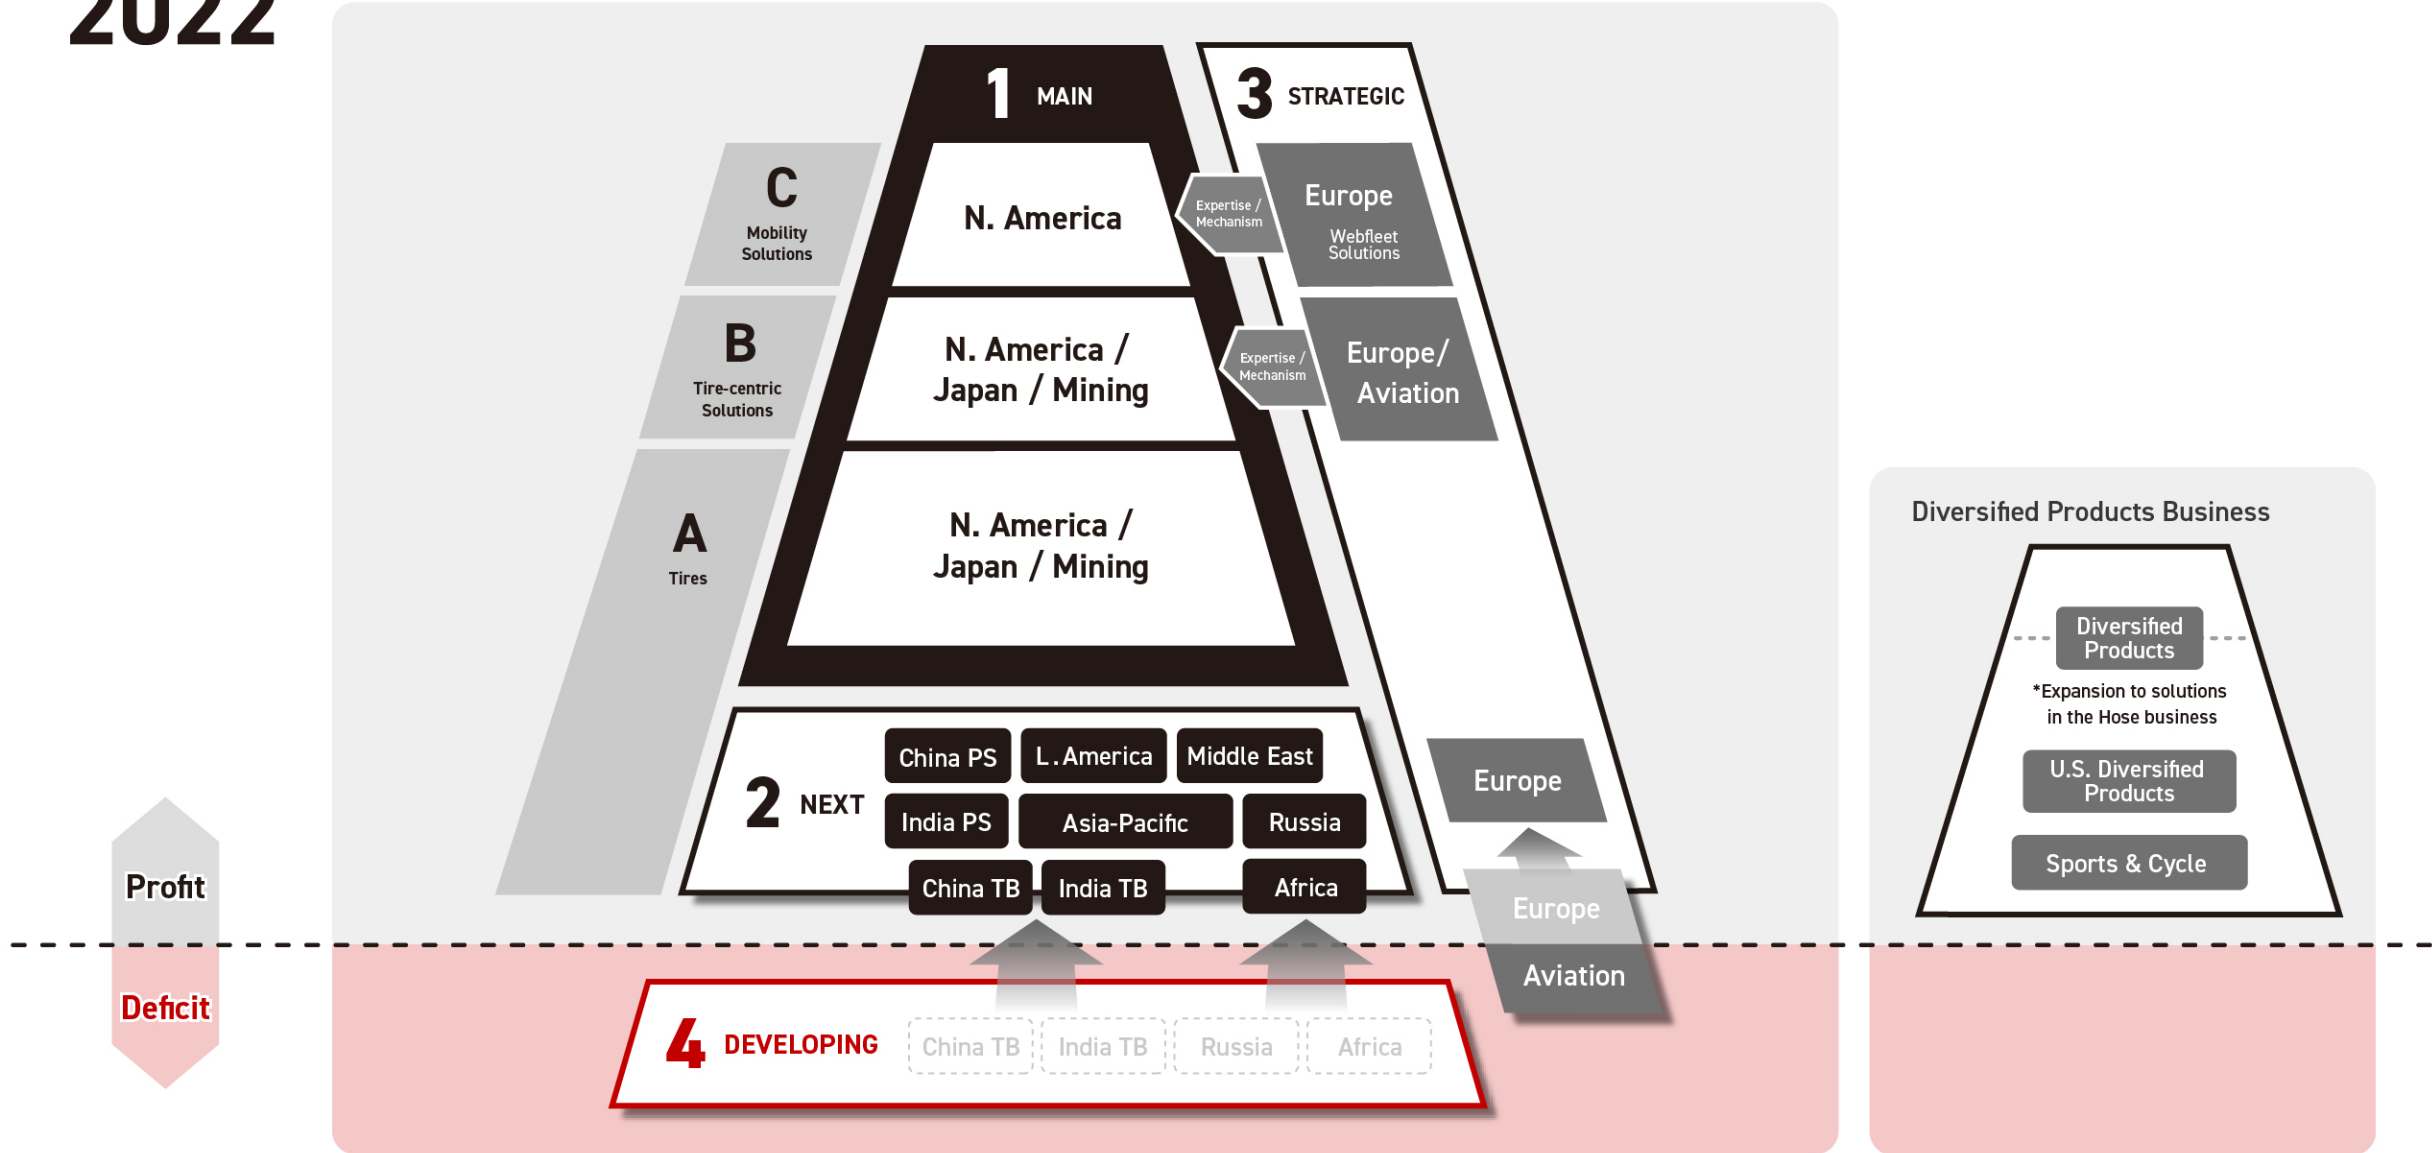 2022
1 MAIN
3 STRATEGIC
C
Mobility
Solutions
N. America
Expertise /
Mechanism
Europe
Webfleet
Solutions
B
Tire-centric
Solutions
N. America /
Japan / Mining
Expertise /
Mechanism
Europe/
Aviation
A
Tires
N. America /
Japan / Mining
2 NEXT
China PS
L. America
Middle East
India PS
Asia-Pacific
Russia
China TB
India TB
Africa
Europe
Europe
Aviation
Profit
Deficit
4 DEVELOPING
China TB
India TB
Russia
Africa
Diversified Products Business
Diversified
Products
*Expansion to solutions
in the Hose business
U.S. Diversified
Products
Sports & Cycle